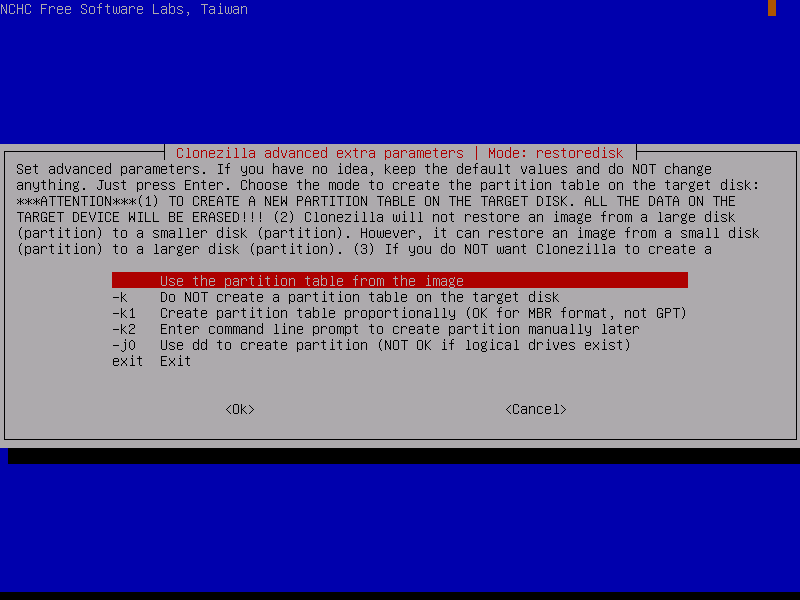 NCHC Free Software Labs, Taiwan
Clonezilla advanced extra parameters | Mode: restoredisk
Set advanced parameters. If you have no idea, keep the default values and do NOT change
anything. Just press Enter. Choose the mode to create the partition table on the target disk:
***ATTENTION***(1) TO CREATE A NEW PARTITION TABLE ON THE TARGET DISK. ALL THE DATA ON THE
TARGET DEVICE WILL BE ERASED!!! (2) Clonezilla will not restore an image from a large disk
(partition) to a smaller disk (partition). However, it can restore an image from a small disk
(partition) to a larger disk (partition). (3) If you do NOT want Clonezilla to create a
Use the partition table from the image
-k Do NOT create a partition table on the target disk
-k1 Create partition table proportionally (OK for MBR format, not GPT)
-k2 Enter command line prompt to create partition manually later
-j0 Use dd to create partition (NOT OK if logical drives exist)
exit Exit
<Ok> <Cancel>